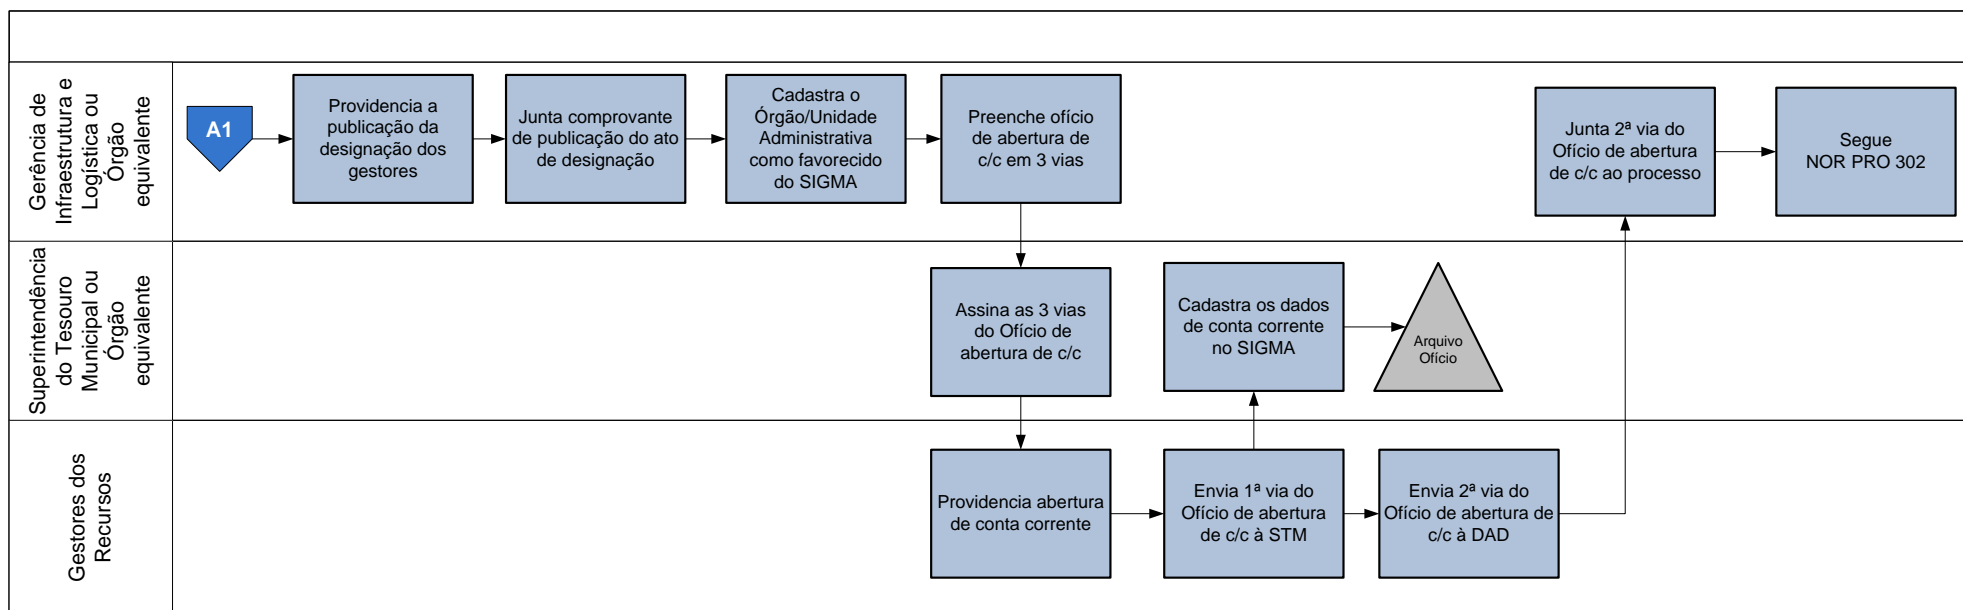 Gerência de
Infraestrutura e
Logística ou
Órgão
equivalente
A1
Providencia a
publicação da
designação dos
gestores
Junta comprovante
de publicação do ato
de designação
Cadastra o
Órgão/Unidade
Administrativa
como favorecido
do SIGMA
Preenche ofício
de abertura de
c/c em 3 vias
Junta 2ª via do
Ofício de abertura
de c/c ao processo
Segue
NOR PRO 302
Superintendência
do Tesouro
Municipal ou
Órgão
equivalente
Assina as 3 vias
do Ofício de
abertura de c/c
Cadastra os dados
de conta corrente
no SIGMA
Arquivo
Ofício
Gestores dos
Recursos
Providencia abertura
de conta corrente
Envia 1ª via do
Ofício de abertura
de c/c à STM
Envia 2ª via do
Ofício de abertura de
c/c à DAD